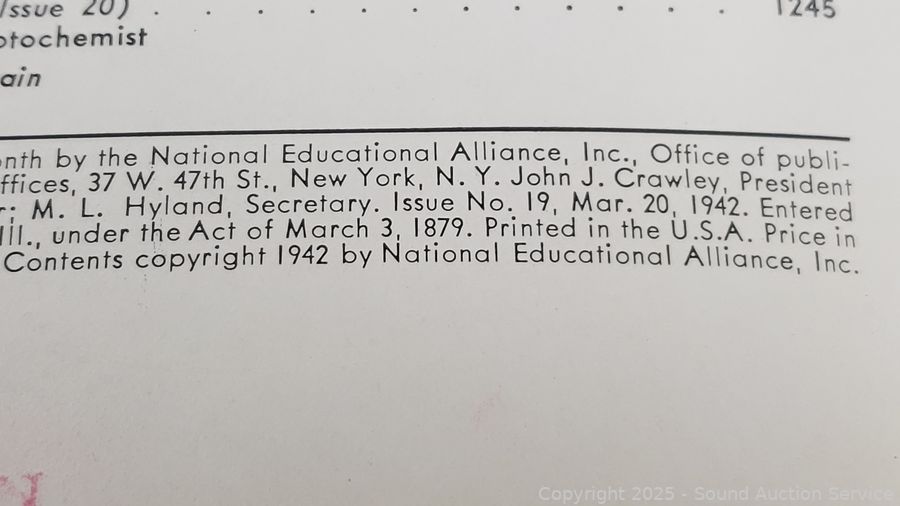 Issue 20) . . . . . . . . . . . . 1245
otochemist
ain
onth by the National Educational Alliance, Inc., Office of publi-
ffices, 37 W. 47th St., New York, N. Y. John J. Crawley, President
r; M. L. Hyland, Secretary. Issue No. 19, Mar. 20, 1942. Entered
Ill., under the Act of March 3, 1879. Printed in the U.S.A. Price in
Contents copyright 1942 by National Educational Alliance, Inc.
Copyright 2025 - Sound Auction Service